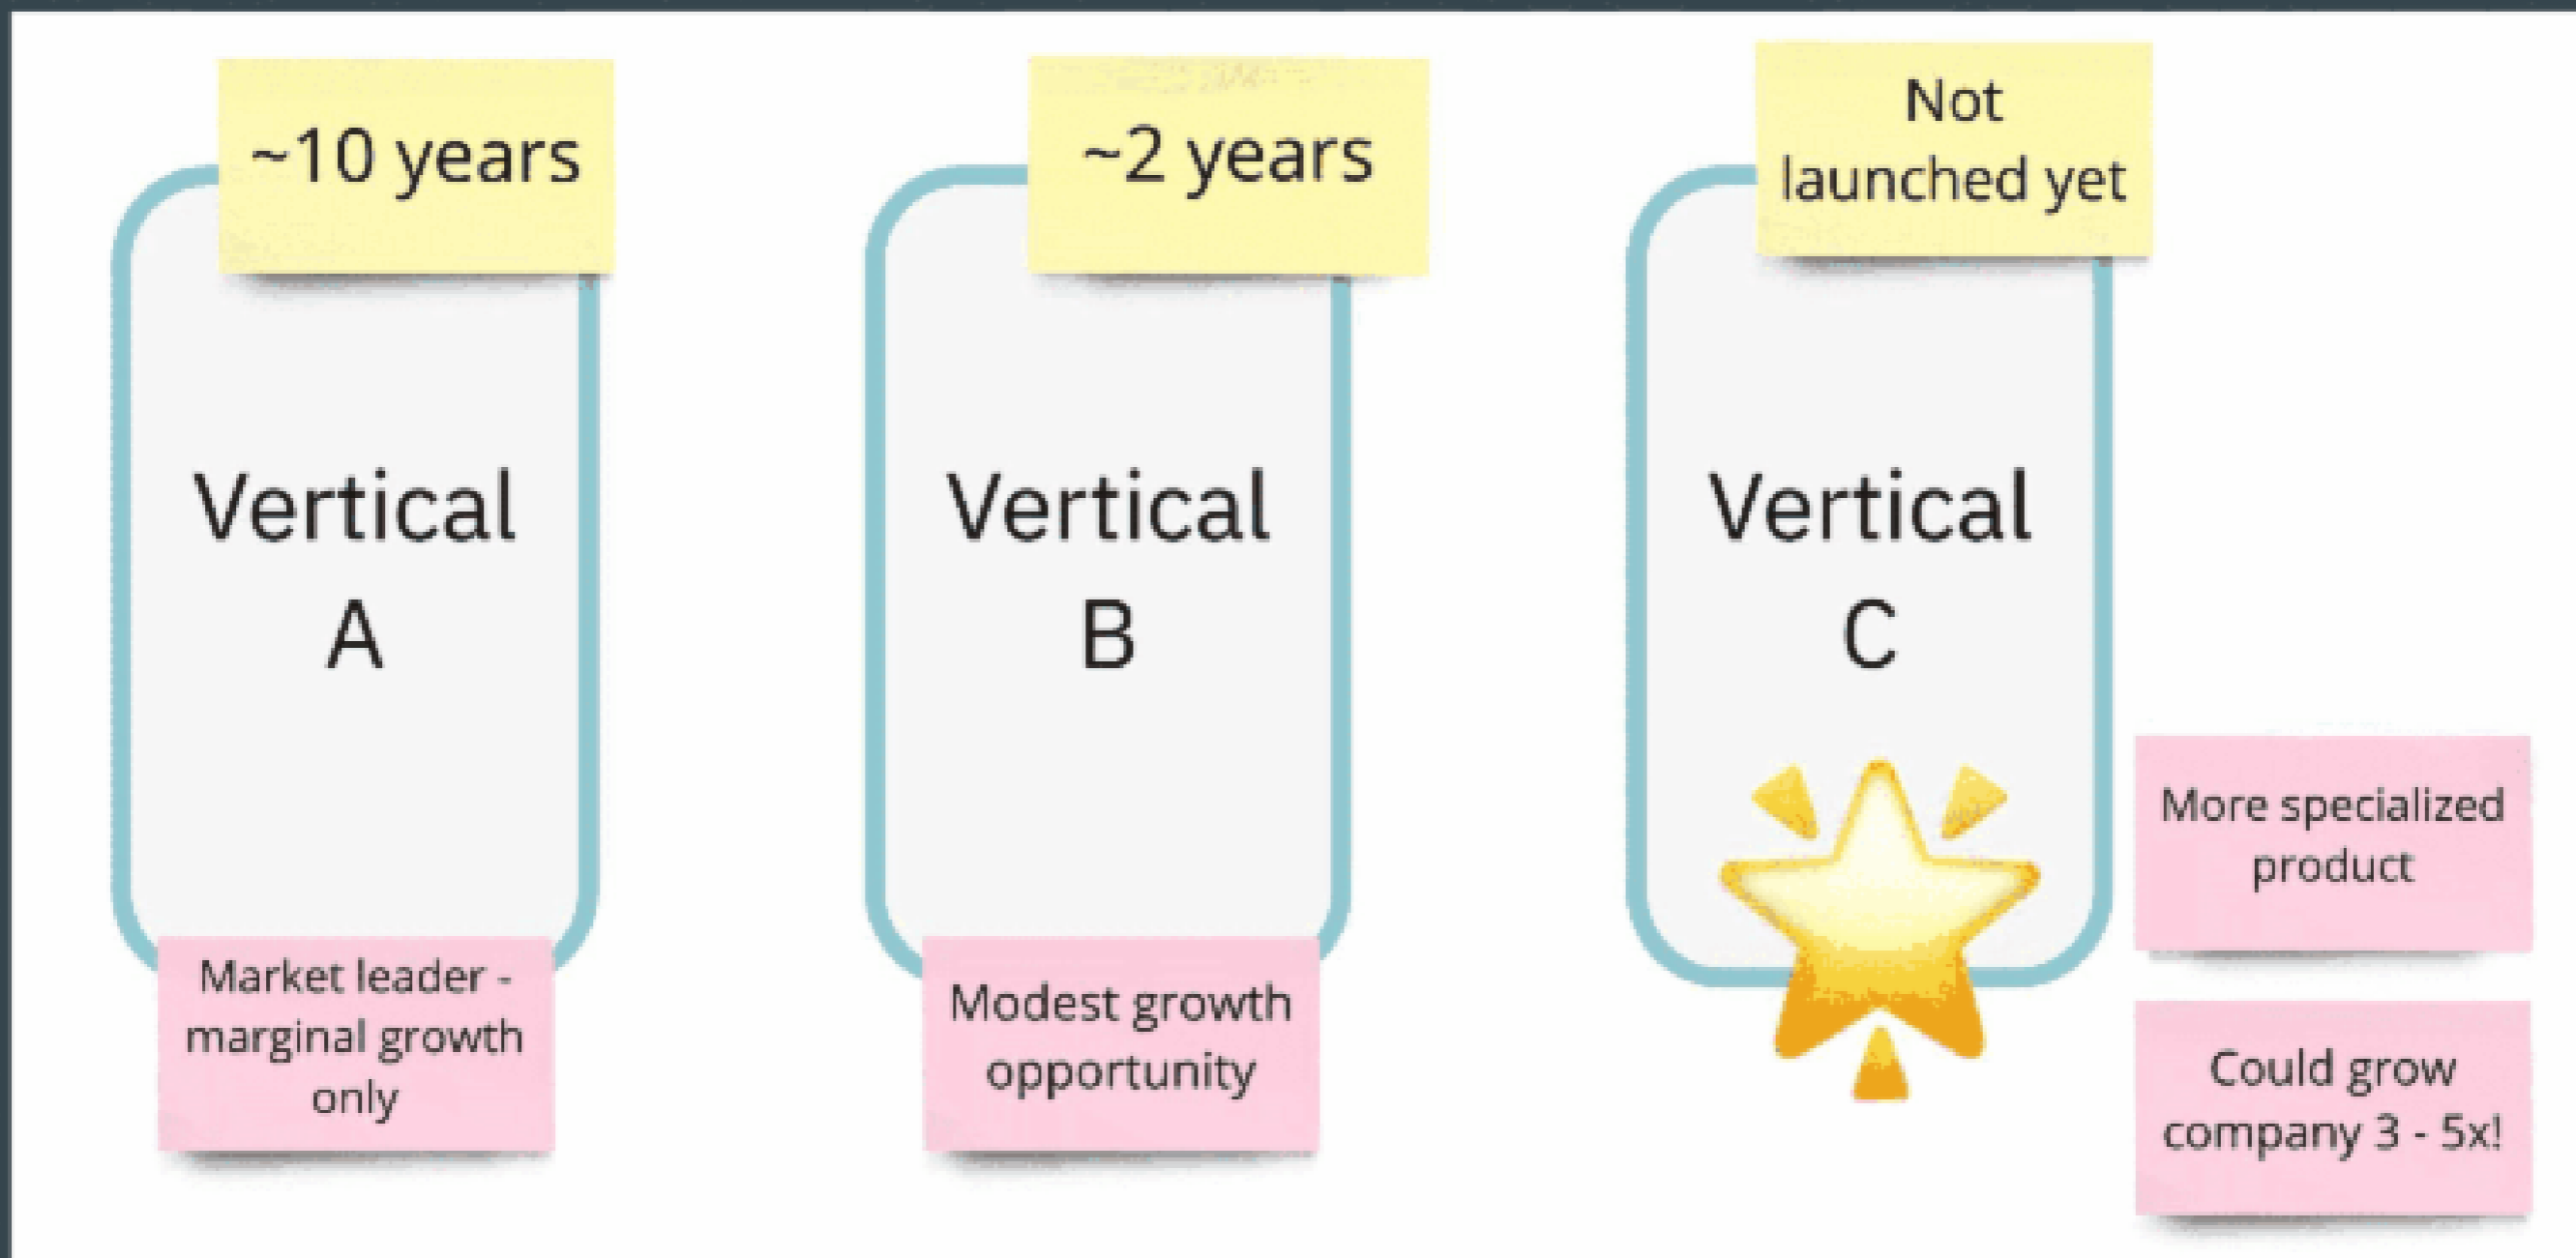 ~10 years
Vertical
A
Market leader -
marginal growth
only
~2 years
Vertical
B
Modest growth
opportunity
Not
launched yet
Vertical
C
More specialized
product
Could grow
company 3 - 5x!